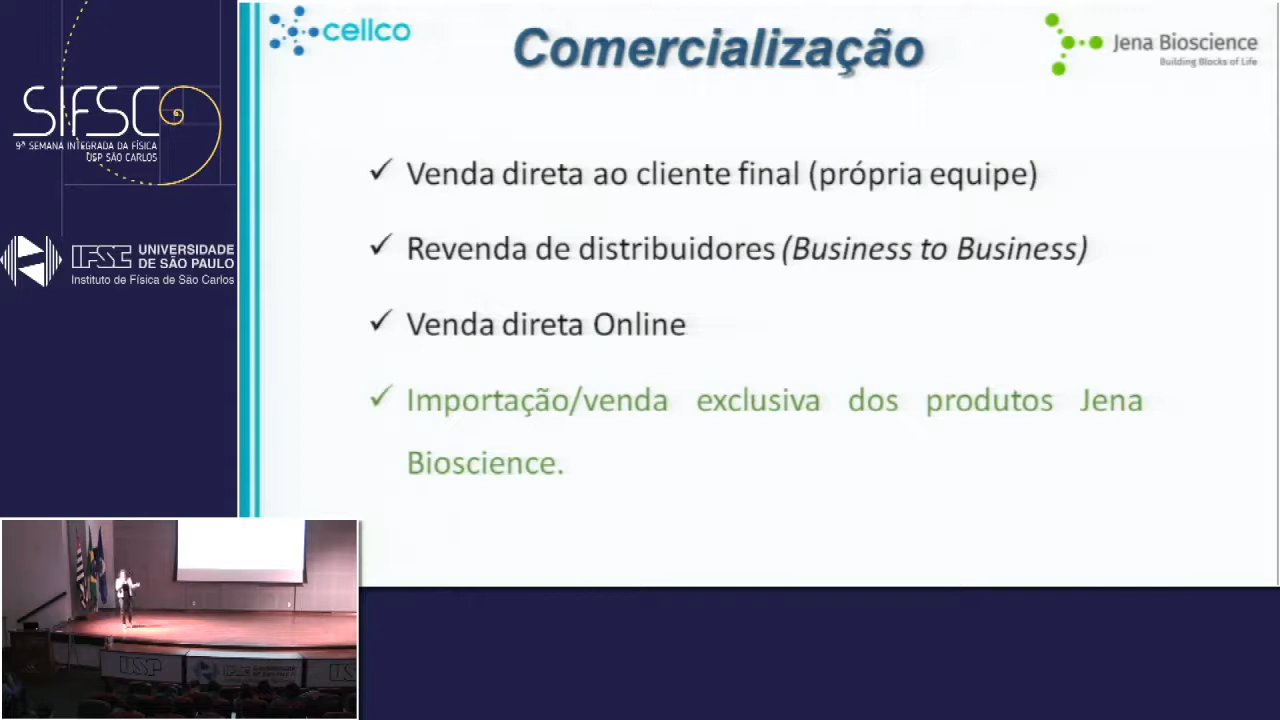 SIFSC
9ª SEMANA INTEGRADA DA FÍSICA
USP SÃO CARLOS
IFSC UNIVERSIDADE
DE SÃO PAULO
Instituto de Física de São Carlos
cellco
Comercialização
Jena Bioscience
Building Blocks of Life
✓ Venda direta ao cliente final (própria equipe)
✓ Revenda de distribuidores (Business to Business)
✓ Venda direta Online
✓ Importação/venda exclusiva dos produtos Jena
Bioscience.
USP